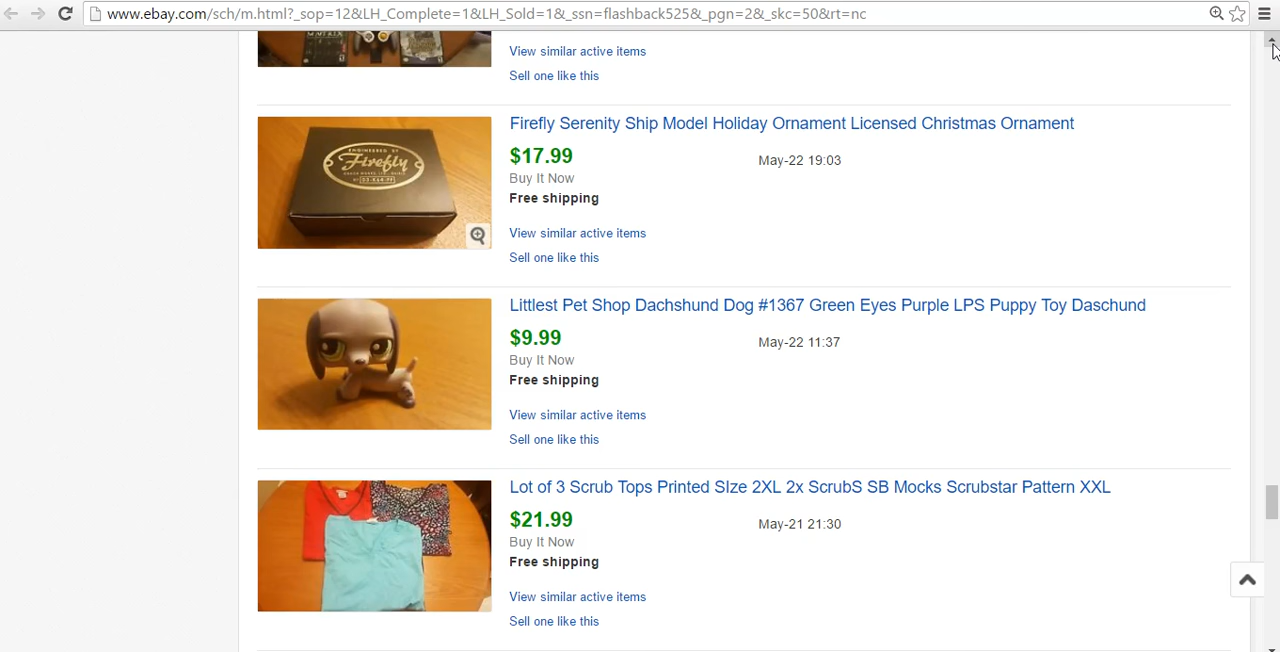 www.ebay.com/sch/m.html?_sop=12&LH_Complete=1&LH_Sold=1&_ssn=flashback525&_pgn=2&_skc=50&rt=nc
View similar active items
Sell one like this
Firefly Serenity Ship Model Holiday Ornament Licensed Christmas Ornament
ENGINEERED BY
Firefly
$17.99
May-22 19:03
Buy It Now
Free shipping
View similar active items
Sell one like this
Littlest Pet Shop Dachshund Dog #1367 Green Eyes Purple LPS Puppy Toy Daschund
$9.99
May-22 11:37
Buy It Now
Free shipping
View similar active items
Sell one like this
Lot of 3 Scrub Tops Printed SIze 2XL 2x ScrubS SB Mocks Scrubstar Pattern XXL
$21.99
May-21 21:30
Buy It Now
Free shipping
View similar active items
Sell one like this